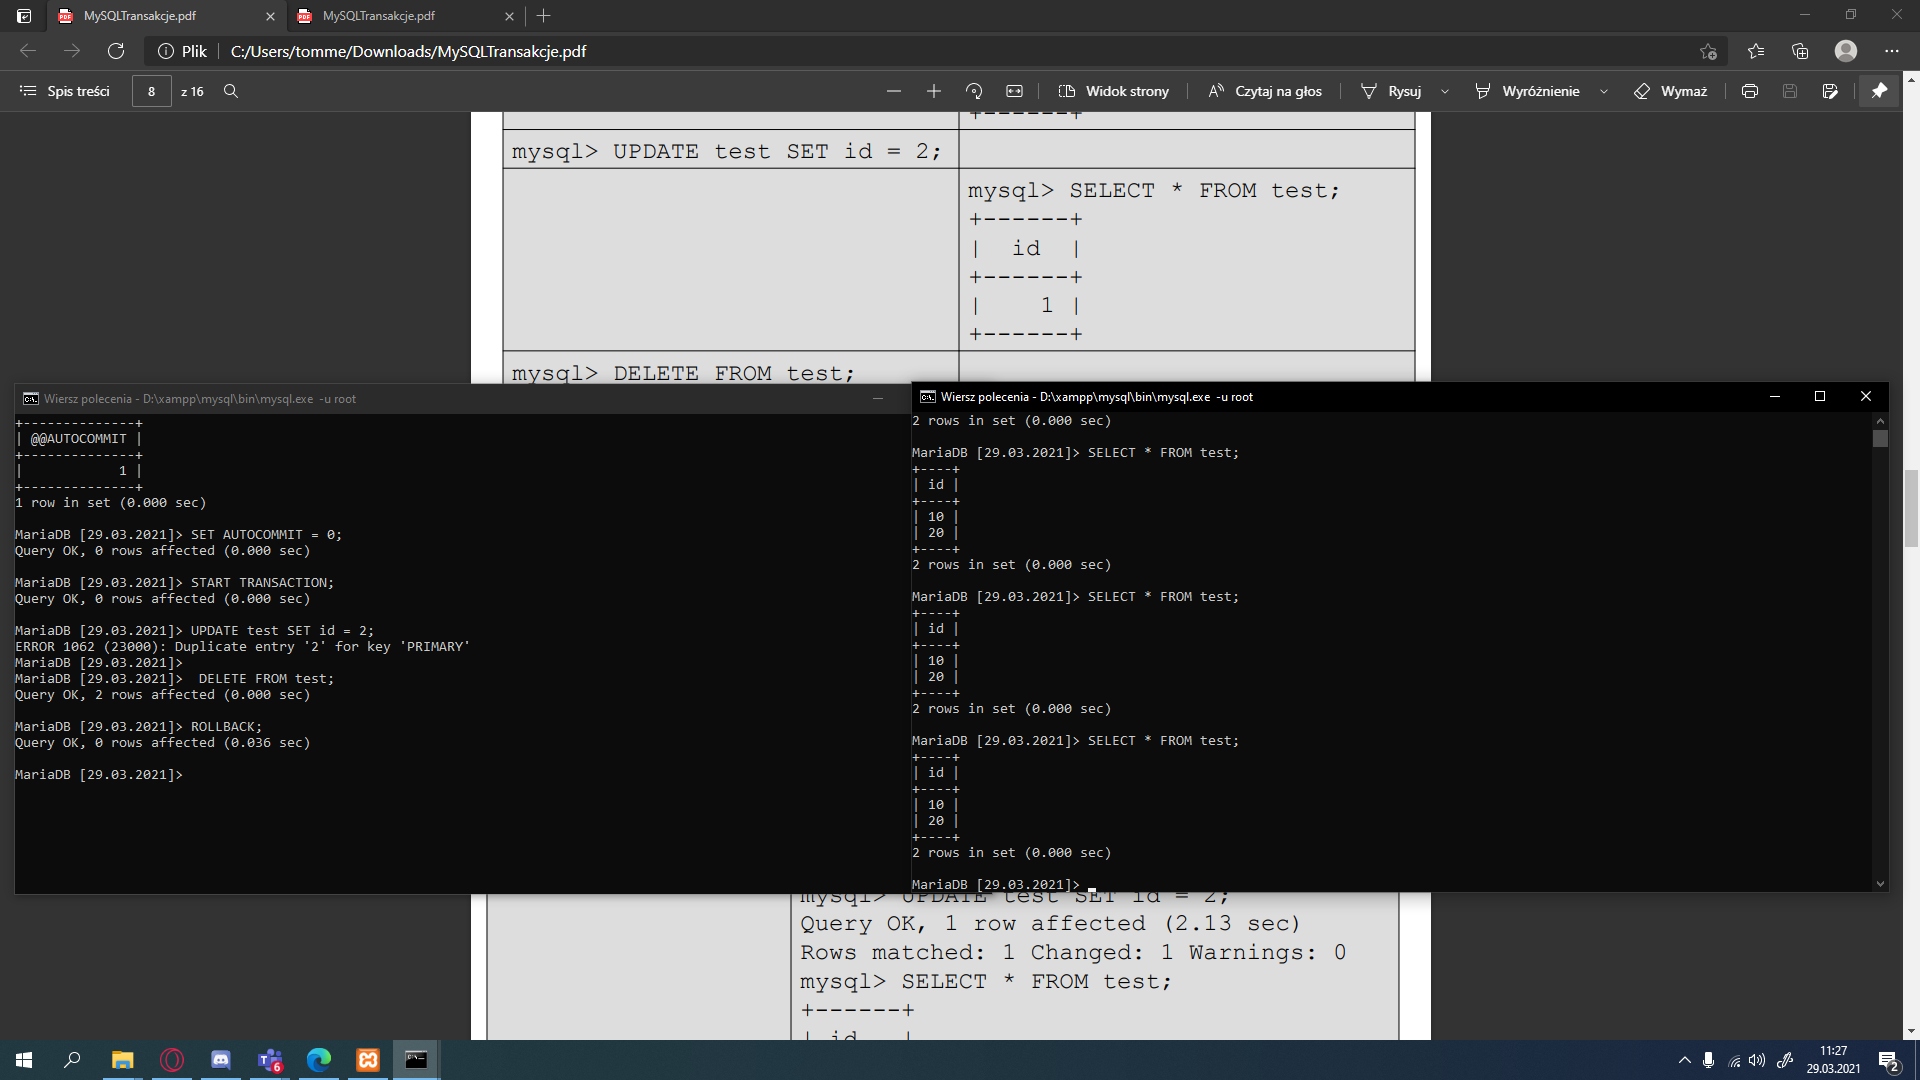 MySQLTransakcje.pdf
MySQLTransakcje.pdf
Plik
C:/Users/tomme/Downloads/MySQLTransakcje.pdf
Spis treści
8
z 16
Widok strony
Czytaj na głos
Rysuj
Wyróżnienie
Wymaż
+------+
mysql> UPDATE test SET id = 2;
mysql> SELECT * FROM test;
+------+
|  id  |
+------+
|    1 |
+------+
mysql> DELETE FROM test;
Wiersz polecenia - D:\xampp\mysql\bin\mysql.exe  -u root
+--------------+
| @@AUTOCOMMIT |
+--------------+
|            1 |
+--------------+
1 row in set (0.000 sec)
MariaDB [29.03.2021]> SET AUTOCOMMIT = 0;
Query OK, 0 rows affected (0.000 sec)
MariaDB [29.03.2021]> START TRANSACTION;
Query OK, 0 rows affected (0.000 sec)
MariaDB [29.03.2021]> UPDATE test SET id = 2;
ERROR 1062 (23000): Duplicate entry '2' for key 'PRIMARY'
MariaDB [29.03.2021]>
MariaDB [29.03.2021]>  DELETE FROM test;
Query OK, 2 rows affected (0.000 sec)
MariaDB [29.03.2021]> ROLLBACK;
Query OK, 0 rows affected (0.036 sec)
MariaDB [29.03.2021]>
Wiersz polecenia - D:\xampp\mysql\bin\mysql.exe  -u root
2 rows in set (0.000 sec)
MariaDB [29.03.2021]> SELECT * FROM test;
+----+
| id |
+----+
| 10 |
| 20 |
+----+
2 rows in set (0.000 sec)
MariaDB [29.03.2021]> SELECT * FROM test;
+----+
| id |
+----+
| 10 |
| 20 |
+----+
2 rows in set (0.000 sec)
MariaDB [29.03.2021]> SELECT * FROM test;
+----+
| id |
+----+
| 10 |
| 20 |
+----+
2 rows in set (0.000 sec)
MariaDB [29.03.2021]>
mysql> UPDATE test SET id = 2;
Query OK, 1 row affected (2.13 sec)
Rows matched: 1 Changed: 1 Warnings: 0
mysql> SELECT * FROM test;
+------+
| id   |
6
11:27
29.03.2021
2